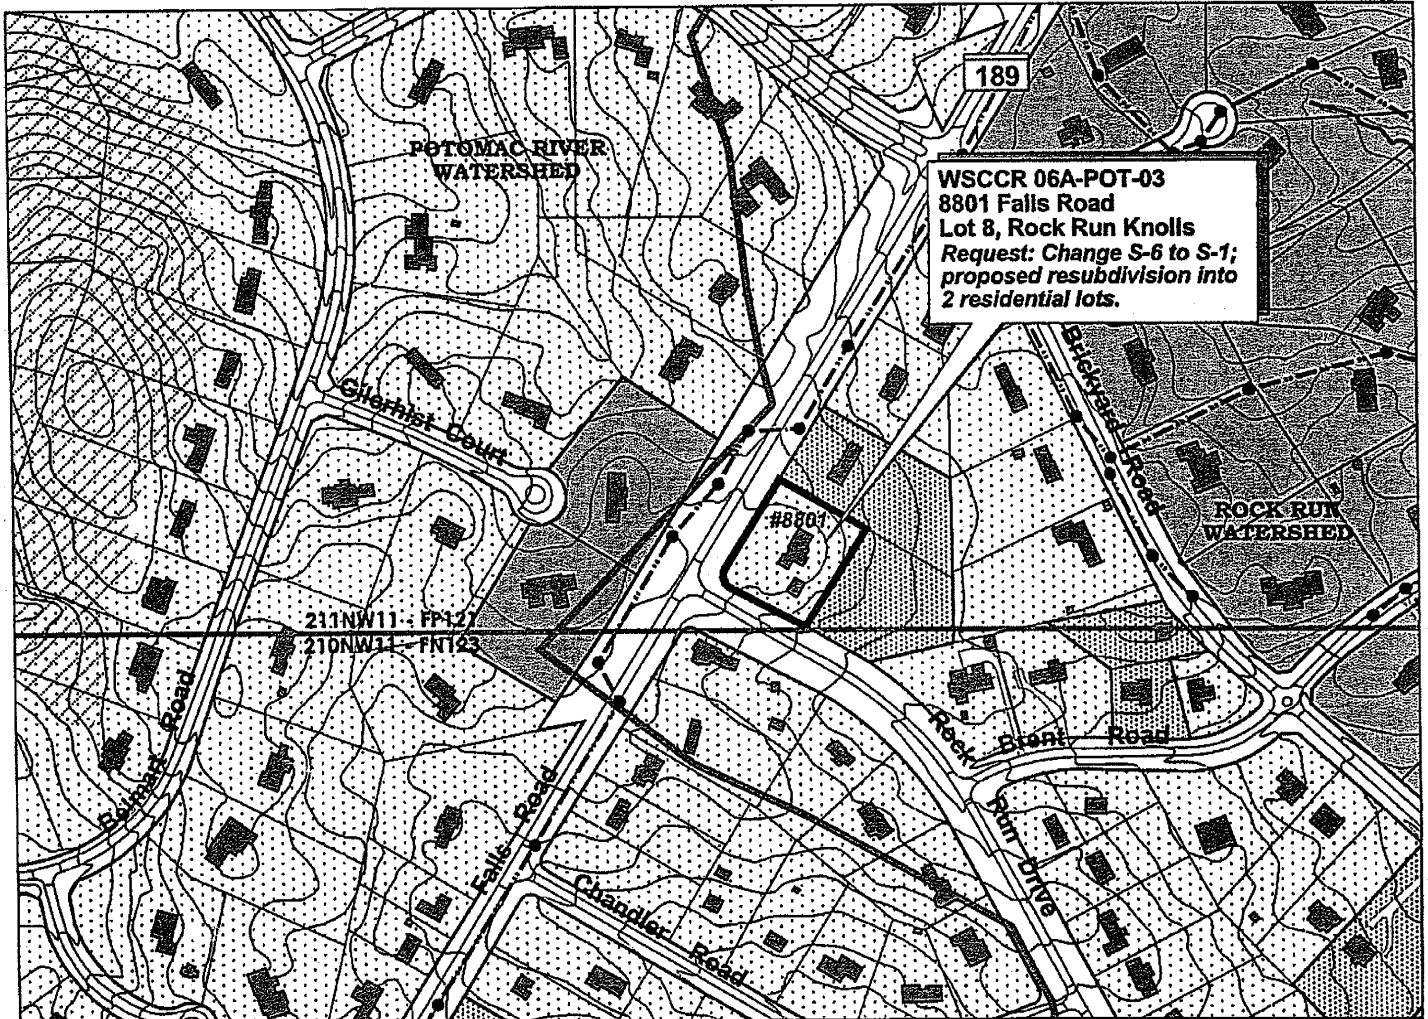 189
POTOMAC RIVER
WATERSHED
WSCCR 06A-POT-03
8801 Falls Road
Lot 8, Rock Run Knolls
Request: Change S-6 to S-1;
proposed resubdivision into
2 residential lots.
Brickyard Road
Gilcrhist Court
#8801
ROCK RUN
WATERSHED
211NW11 - FP121
210NW11 - FN123
Belmart Road
Falls Road
Rock Run Drive
Brent Road
Chandler Road